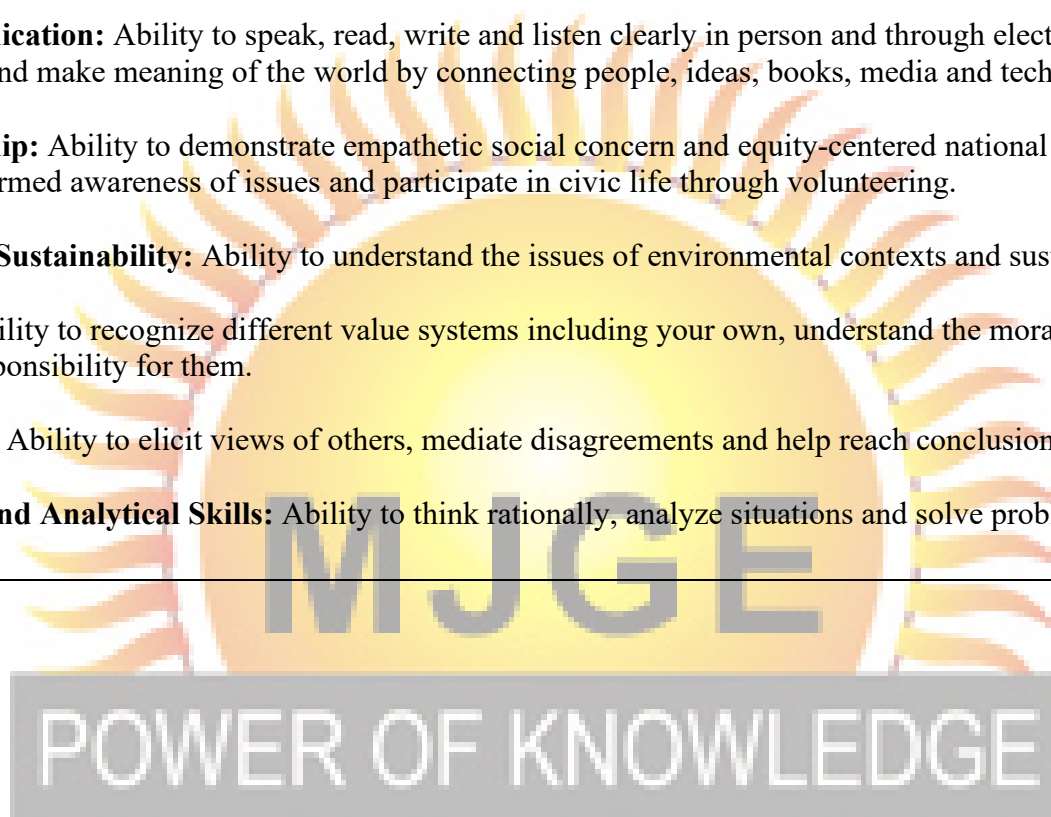 ication: Ability to speak, read, write and listen clearly in person and through elect
nd make meaning of the world by connecting people, ideas, books, media and tech
ip: Ability to demonstrate empathetic social concern and equity-centered national
rmed awareness of issues and participate in civic life through volunteering.
Sustainability: Ability to understand the issues of environmental contexts and sus
ility to recognize different value systems including your own, understand the mora
ponsibility for them.
Ability to elicit views of others, mediate disagreements and help reach conclusion
nd Analytical Skills: Ability to think rationally, analyze situations and solve prob
MJGE
POWER OF KNOWLEDGE